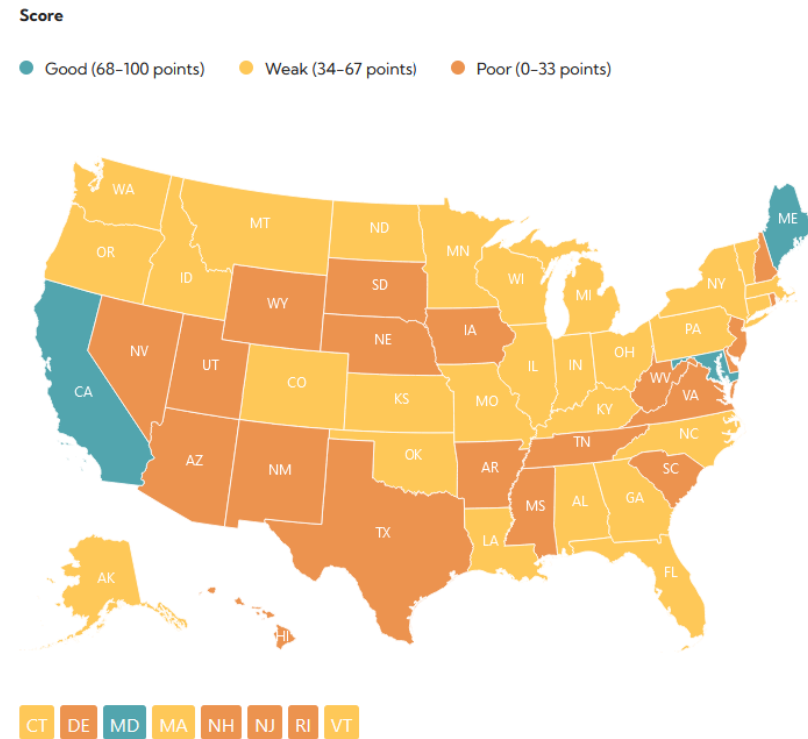 Score
Good (68–100 points) Weak (34–67 points) Poor (0–33 points)
WA
ME
MT
ND
OR
MN
ID
WI
SD
NY
MI
WY
IA
PA
NE
NV
OH
UT
IL
IN
CO
WV
CA
KS
VA
MO
KY
NC
TN
OK
AZ
AR
NM
SC
MS
AL
GA
TX
LA
AK
FL
HI
CT DE MD MA NH NJ RI VT